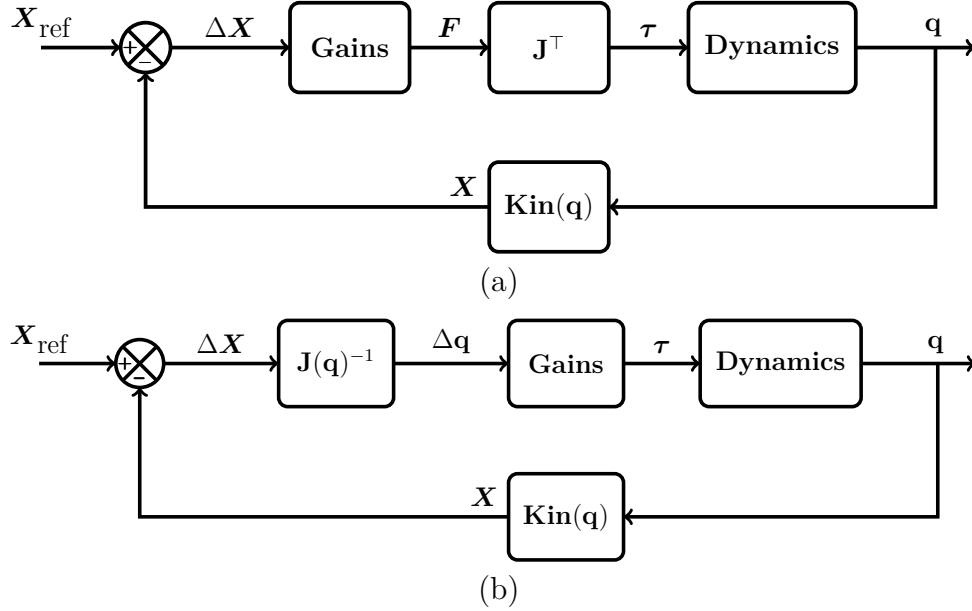 X_ref + − ΔX Gains F J^⊤ τ Dynamics q
X Kin(q)
(a)
X_ref + − ΔX J(q)^{−1} Δq Gains τ Dynamics q
X Kin(q)
(b)